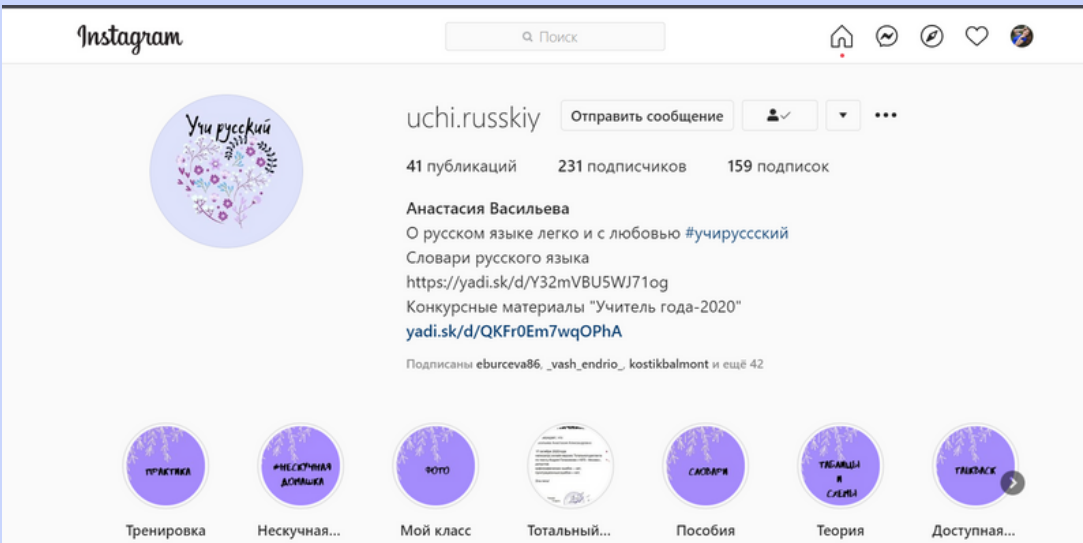 Instagram
Поиск
Учи русский
uchi.russkiy Отправить сообщение
41 публикаций 231 подписчиков 159 подписок
Анастасия Васильева
О русском языке легко и с любовью #учируссский
Словари русского языка
https://yadi.sk/d/Y32mVBU5WJ71og
Конкурсные материалы "Учитель года-2020"
yadi.sk/d/QKFr0Em7wqOPhA
Подписаны eburceva86, _vash_endrio_, kostikbalmont и ещё 42
ПРАКТИКА
#НЕСКУЧНАЯ
ДОМАШКА
ФОТО
СЛОВАРИ
ТАБЛИЦЫ
И
СХЕМЫ
TALKBACK
Тренировка Нескучная... Мой класс Тотальный... Пособия Теория Доступная...